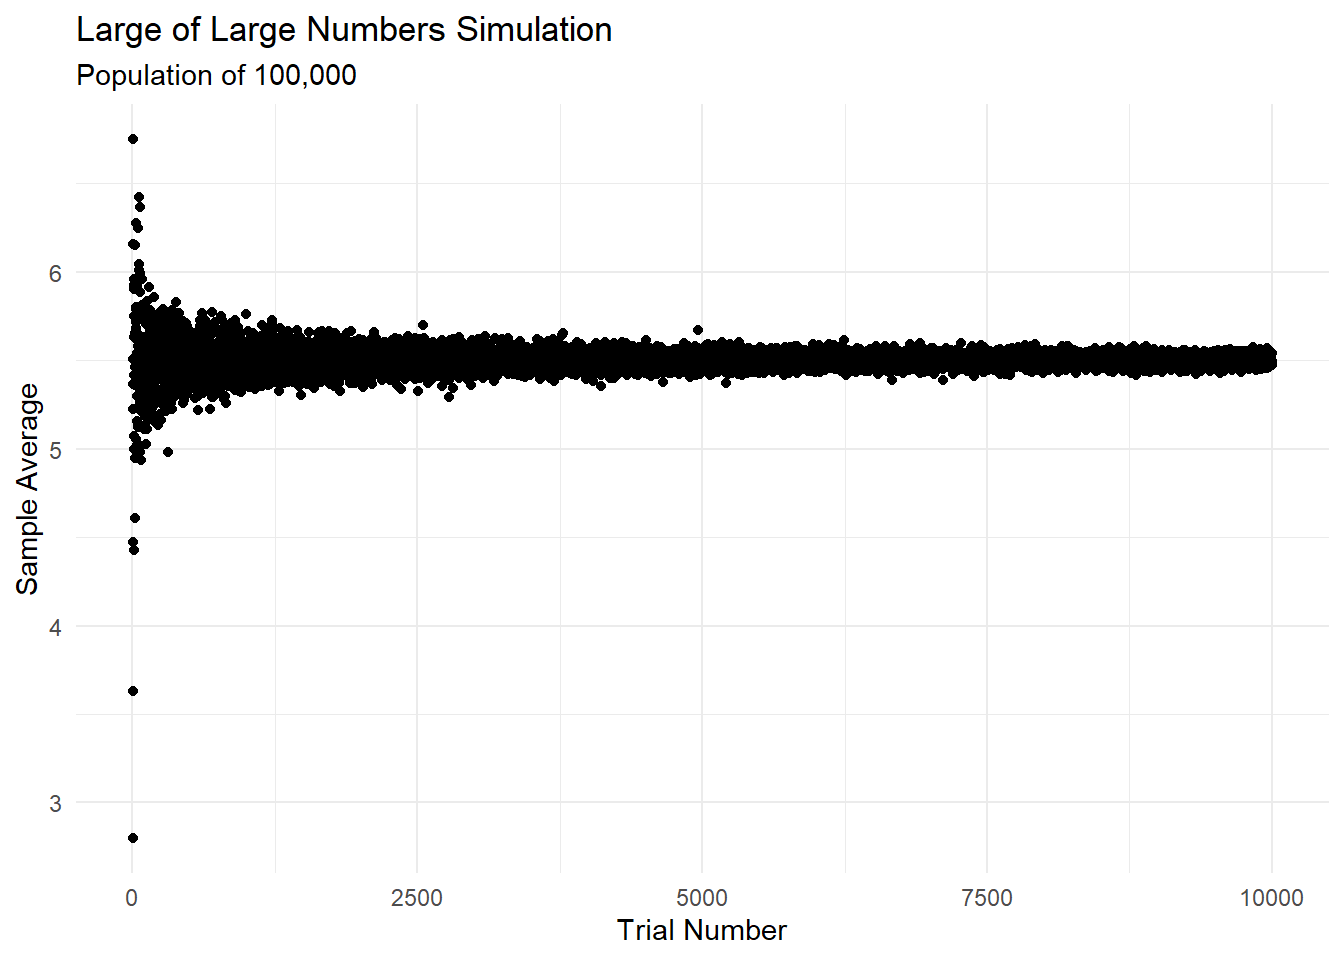 Large of Large Numbers Simulation
Population of 100,000
Sample Average
6
5
4
3
0 2500 5000 7500 10000
Trial Number